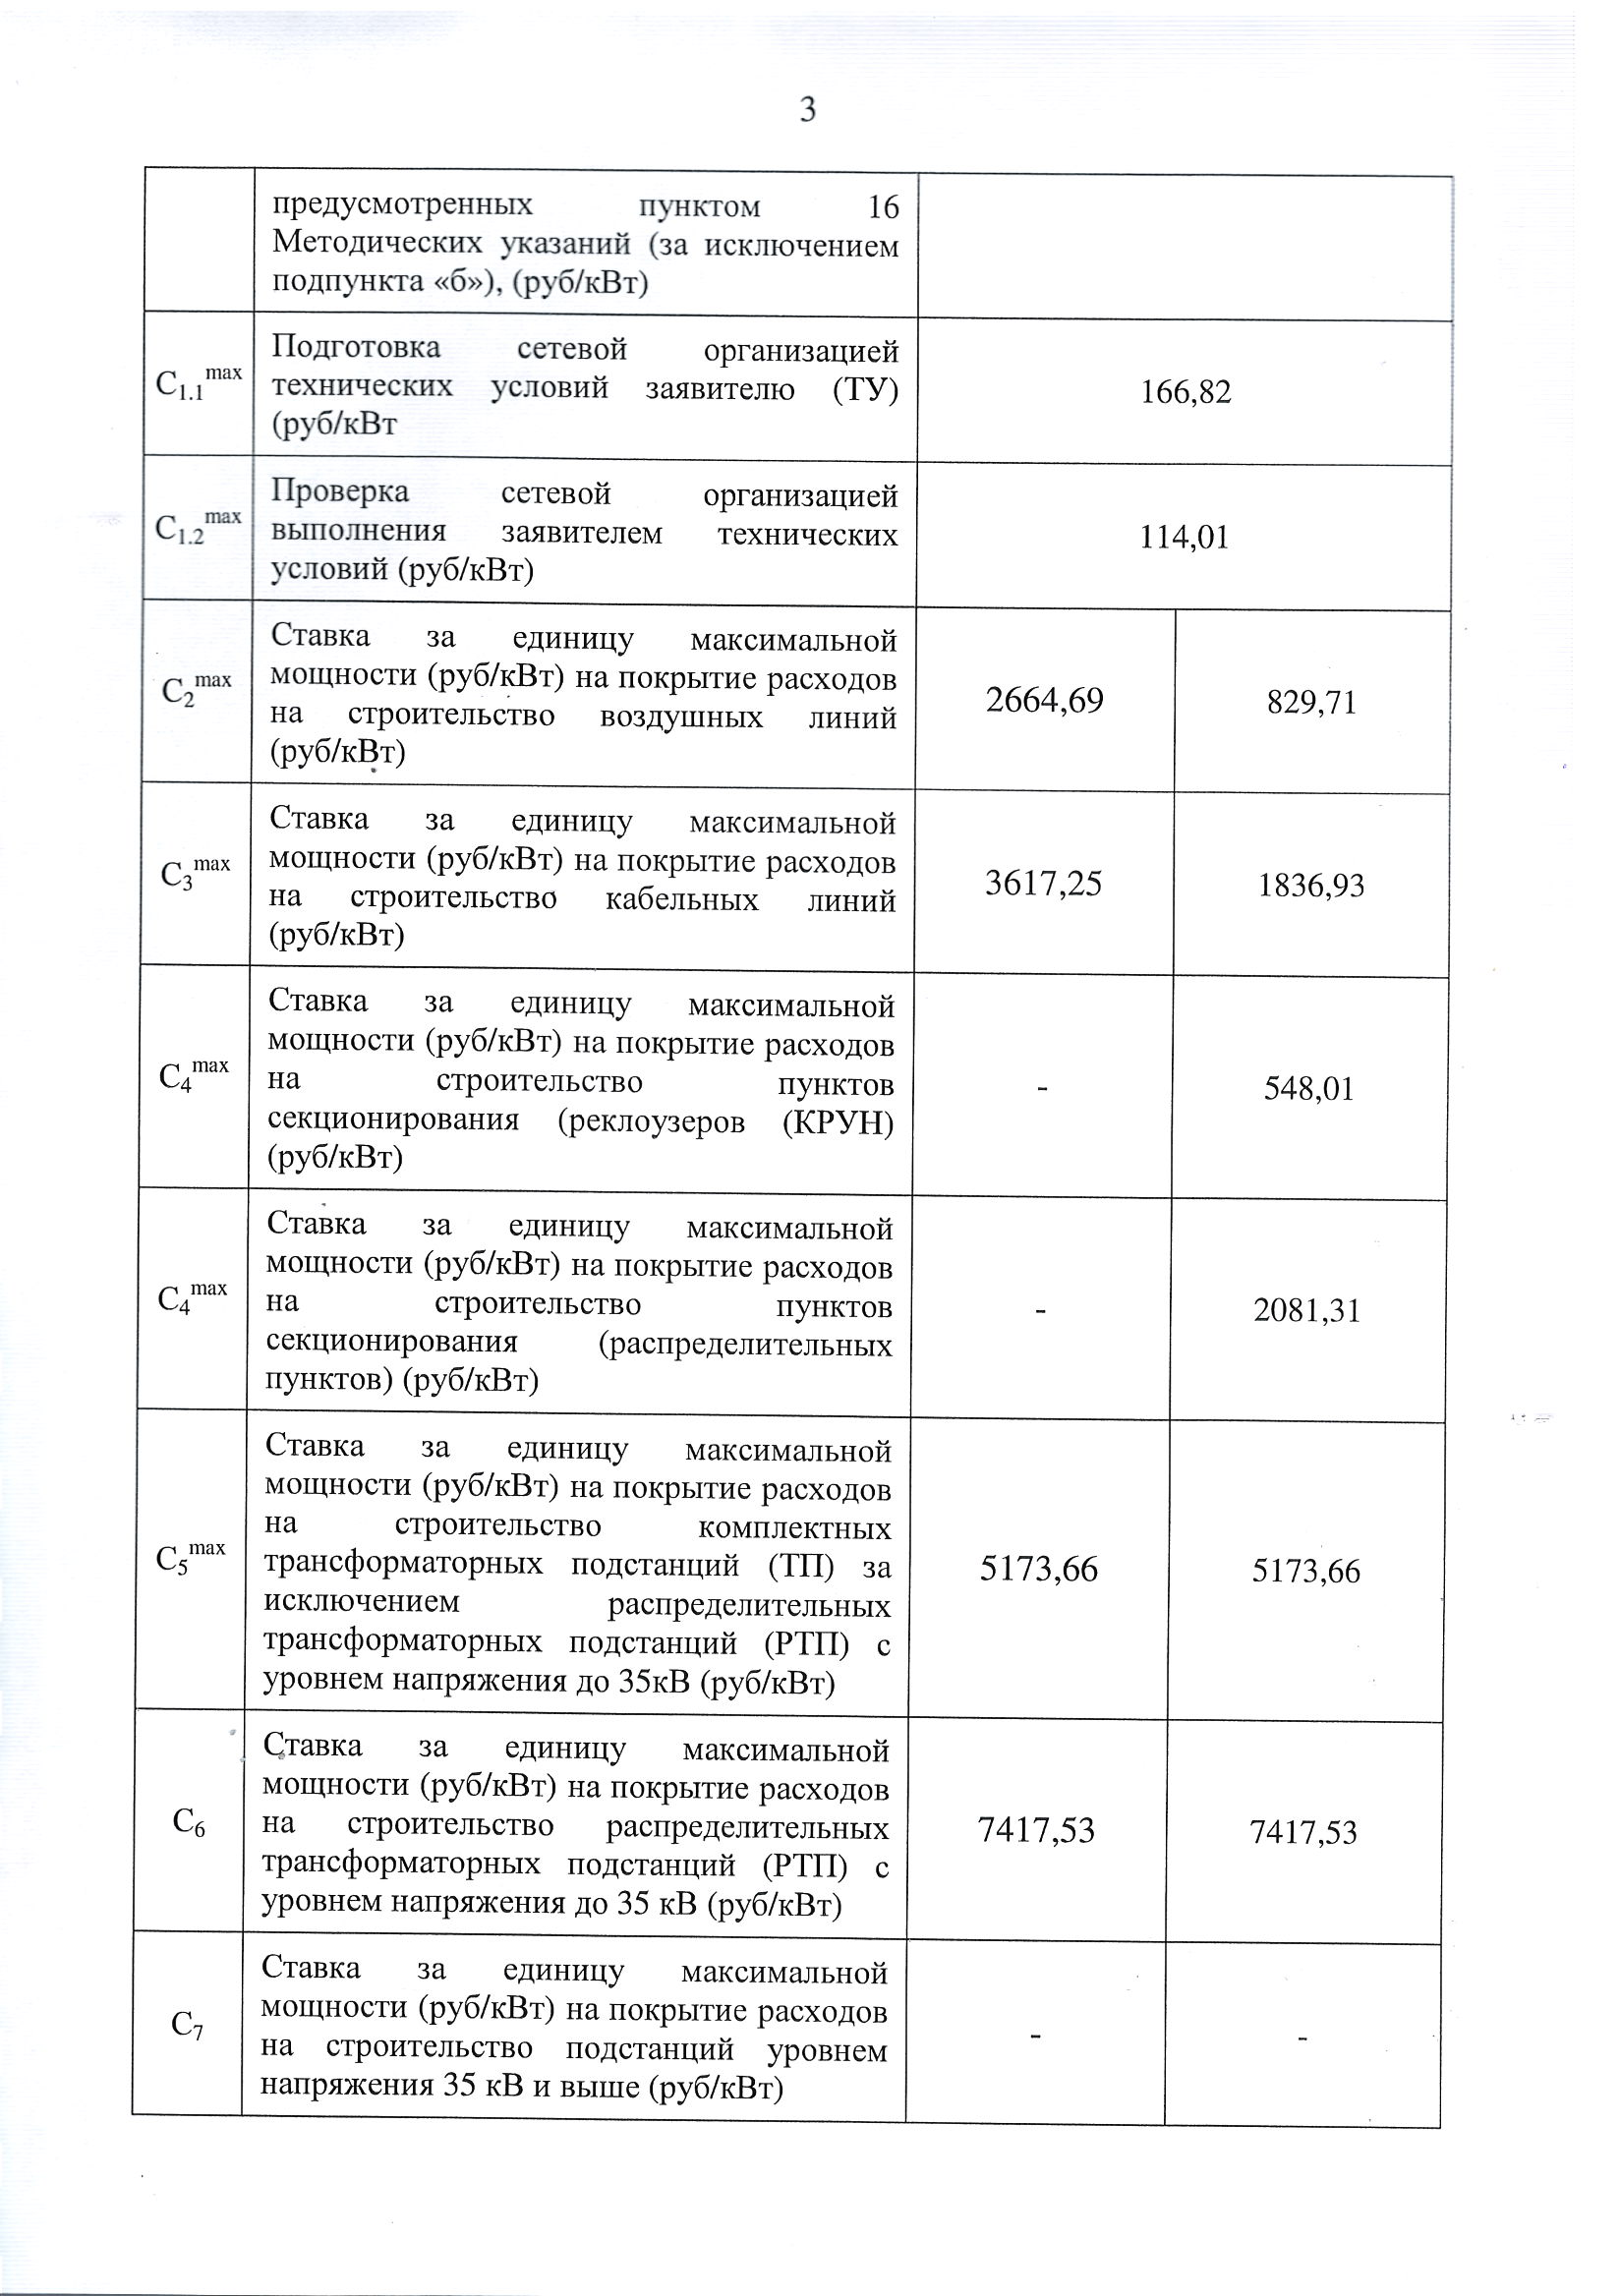 3
предусмотренных пунктом 16
Методических указаний (за исключением
подпункта «б»), (руб/кВт)
C1.1max
Подготовка сетевой организацией
технических условий заявителю (ТУ)
(руб/кВт
166,82
C1.2max
Проверка сетевой организацией
выполнения заявителем технических
условий (руб/кВт)
114,01
C2max
Ставка за единицу максимальной
мощности (руб/кВт) на покрытие расходов
на строительство воздушных линий
(руб/кВт)
2664,69
829,71
C3max
Ставка за единицу максимальной
мощности (руб/кВт) на покрытие расходов
на строительство кабельных линий
(руб/кВт)
3617,25
1836,93
C4max
Ставка за единицу максимальной
мощности (руб/кВт) на покрытие расходов
на строительство пунктов
секционирования (реклоузеров (КРУН)
(руб/кВт)
-
548,01
C4max
Ставка за единицу максимальной
мощности (руб/кВт) на покрытие расходов
на строительство пунктов
секционирования (распределительных
пунктов) (руб/кВт)
-
2081,31
C5max
Ставка за единицу максимальной
мощности (руб/кВт) на покрытие расходов
на строительство комплектных
трансформаторных подстанций (ТП) за
исключением распределительных
трансформаторных подстанций (РТП) с
уровнем напряжения до 35кВ (руб/кВт)
5173,66
5173,66
C6
Ставка за единицу максимальной
мощности (руб/кВт) на покрытие расходов
на строительство распределительных
трансформаторных подстанций (РТП) с
уровнем напряжения до 35 кВ (руб/кВт)
7417,53
7417,53
C7
Ставка за единицу максимальной
мощности (руб/кВт) на покрытие расходов
на строительство подстанций уровнем
напряжения 35 кВ и выше (руб/кВт)
-
-